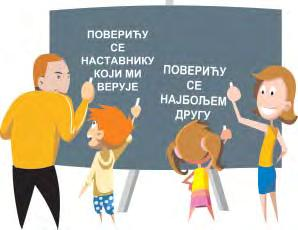 ПОВЕРИЋУ
СЕ
НАСТАВНИКУ
КОЈИ МИ
ВЕРУЈЕ
ПОВЕРИЋУ
СЕ
НАЈБОЉЕМ
ДРУГУ